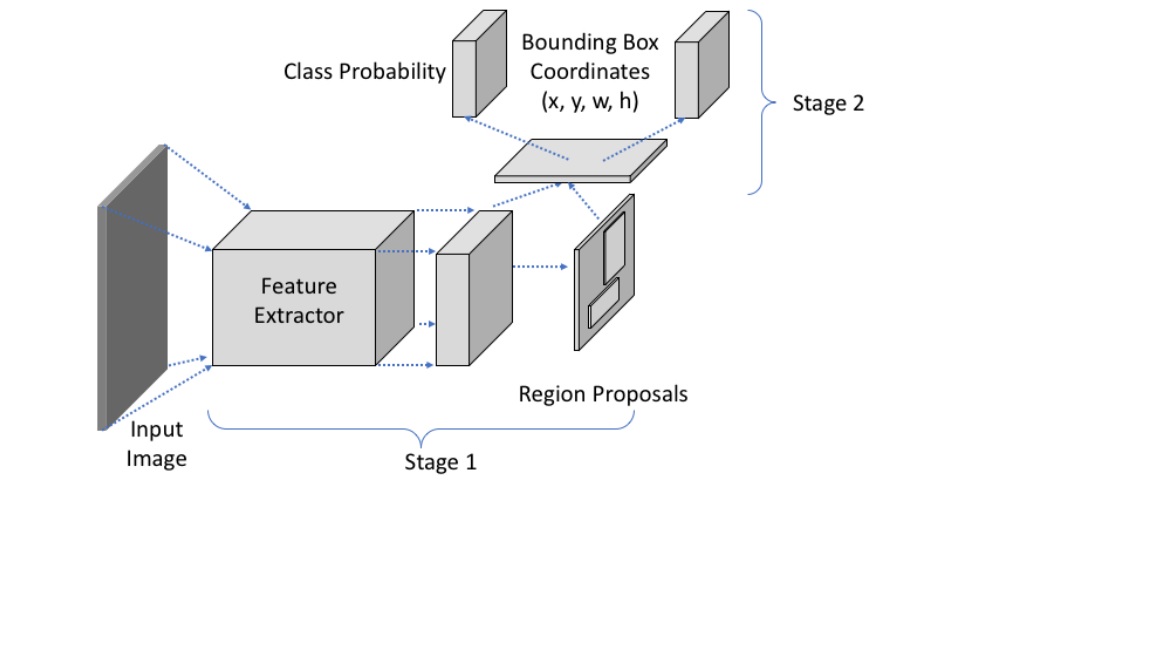 Class Probability
Bounding Box
Coordinates
(x, y, w, h)
Stage 2
Feature
Extractor
Region Proposals
Input
Image
Stage 1